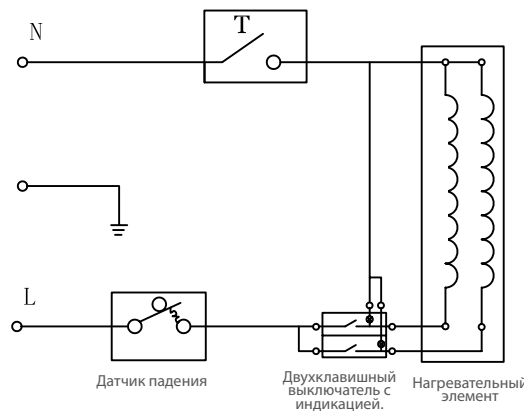 N
T
L
Датчик падения
Двухклавишный
выключатель с
индикацией.
Нагревательный
элемент